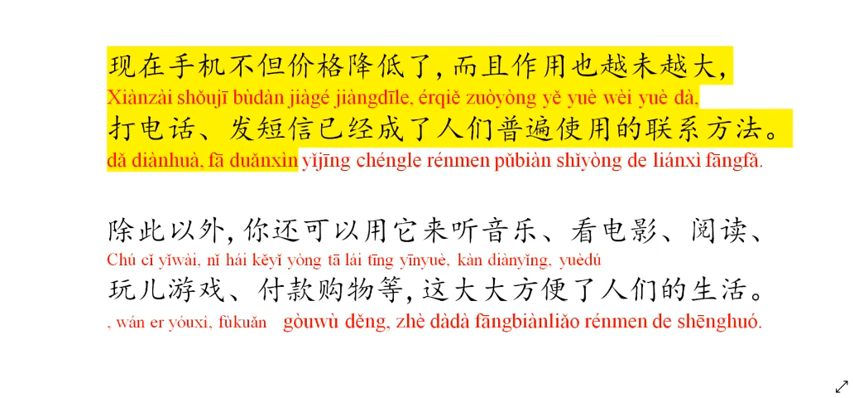 现在手机不但价格降低了,而且作用也越未越大,
Xiànzài shǒujī bùdàn jiàgé jiàngdīle, érqiě zuòyòng yě yuè wèi yuè dà,
打电话、发短信已经成了人们普遍使用的联系方法。
dǎ diànhuà, fā duǎnxìn yǐjīng chéngle rénmen pǔbiàn shǐyòng de liánxì fāngfǎ.
除此以外,你还可以用它来听音乐、看电影、阅读、
Chú cǐ yǐwài, nǐ hái kěyǐ yòng tā lái tīng yīnyuè, kàn diànyǐng, yuèdú
玩儿游戏、付款购物等,这大大方便了人们的生活。
, wán er yóuxì, fùkuǎn gòuwù děng, zhè dàdà fāngbiànliǎo rénmen de shēnghuó.